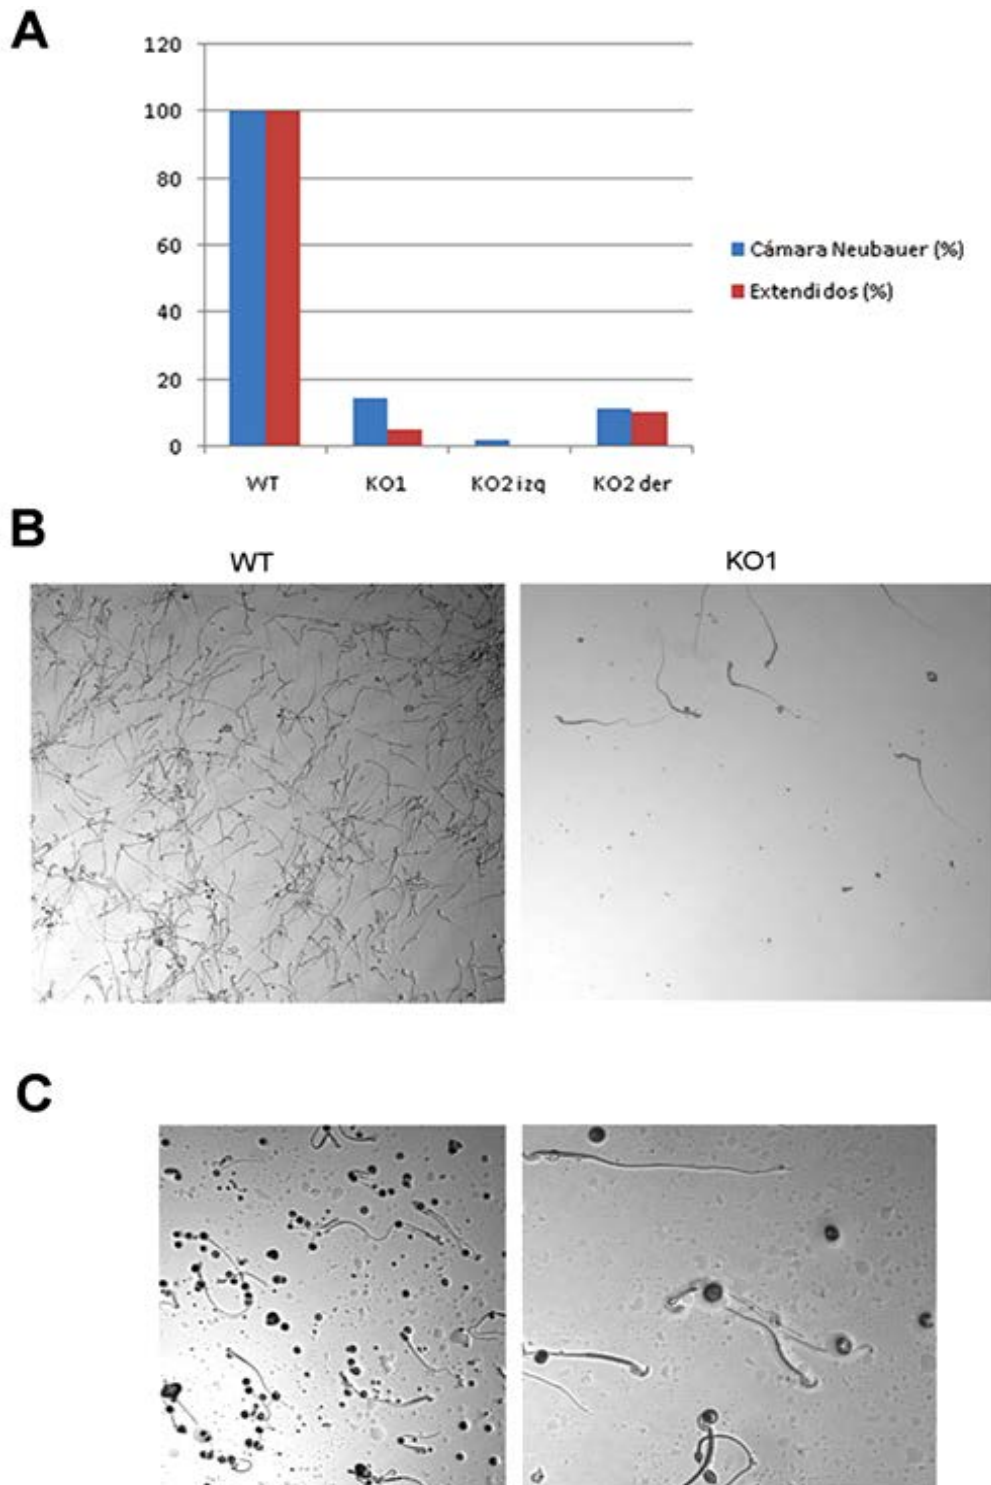 A
120
100
80
60
40
20
0
WT
KO1
KO2 izq
KO2 der
Cámara Neubauer (%)
Extendidos (%)
B
WT
KO1
C